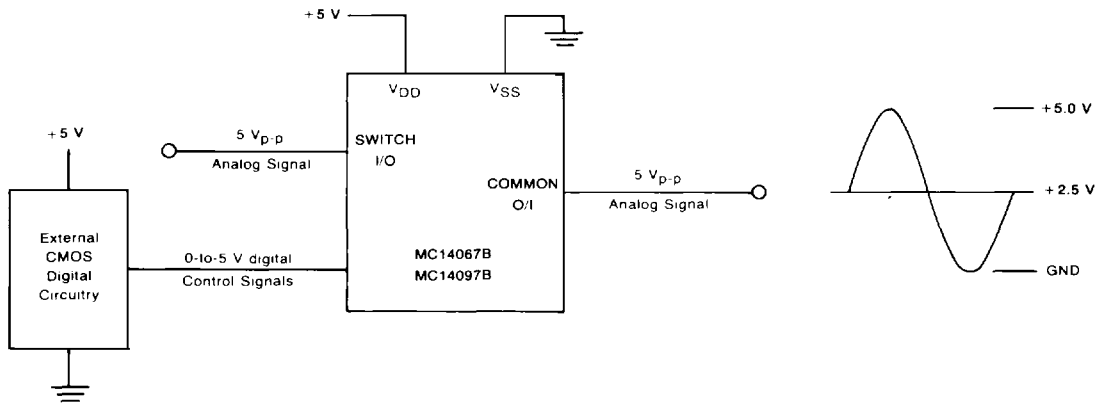 +5 V
VDD
VSS
+5 V
5 Vp-p
Analog Signal
SWITCH
I/O
COMMON
O/I
5 Vp-p
Analog Signal
+5.0 V
+2.5 V
GND
External
CMOS
Digital
Circuitry
0-to-5 V digital
Control Signals
MC14067B
MC14097B